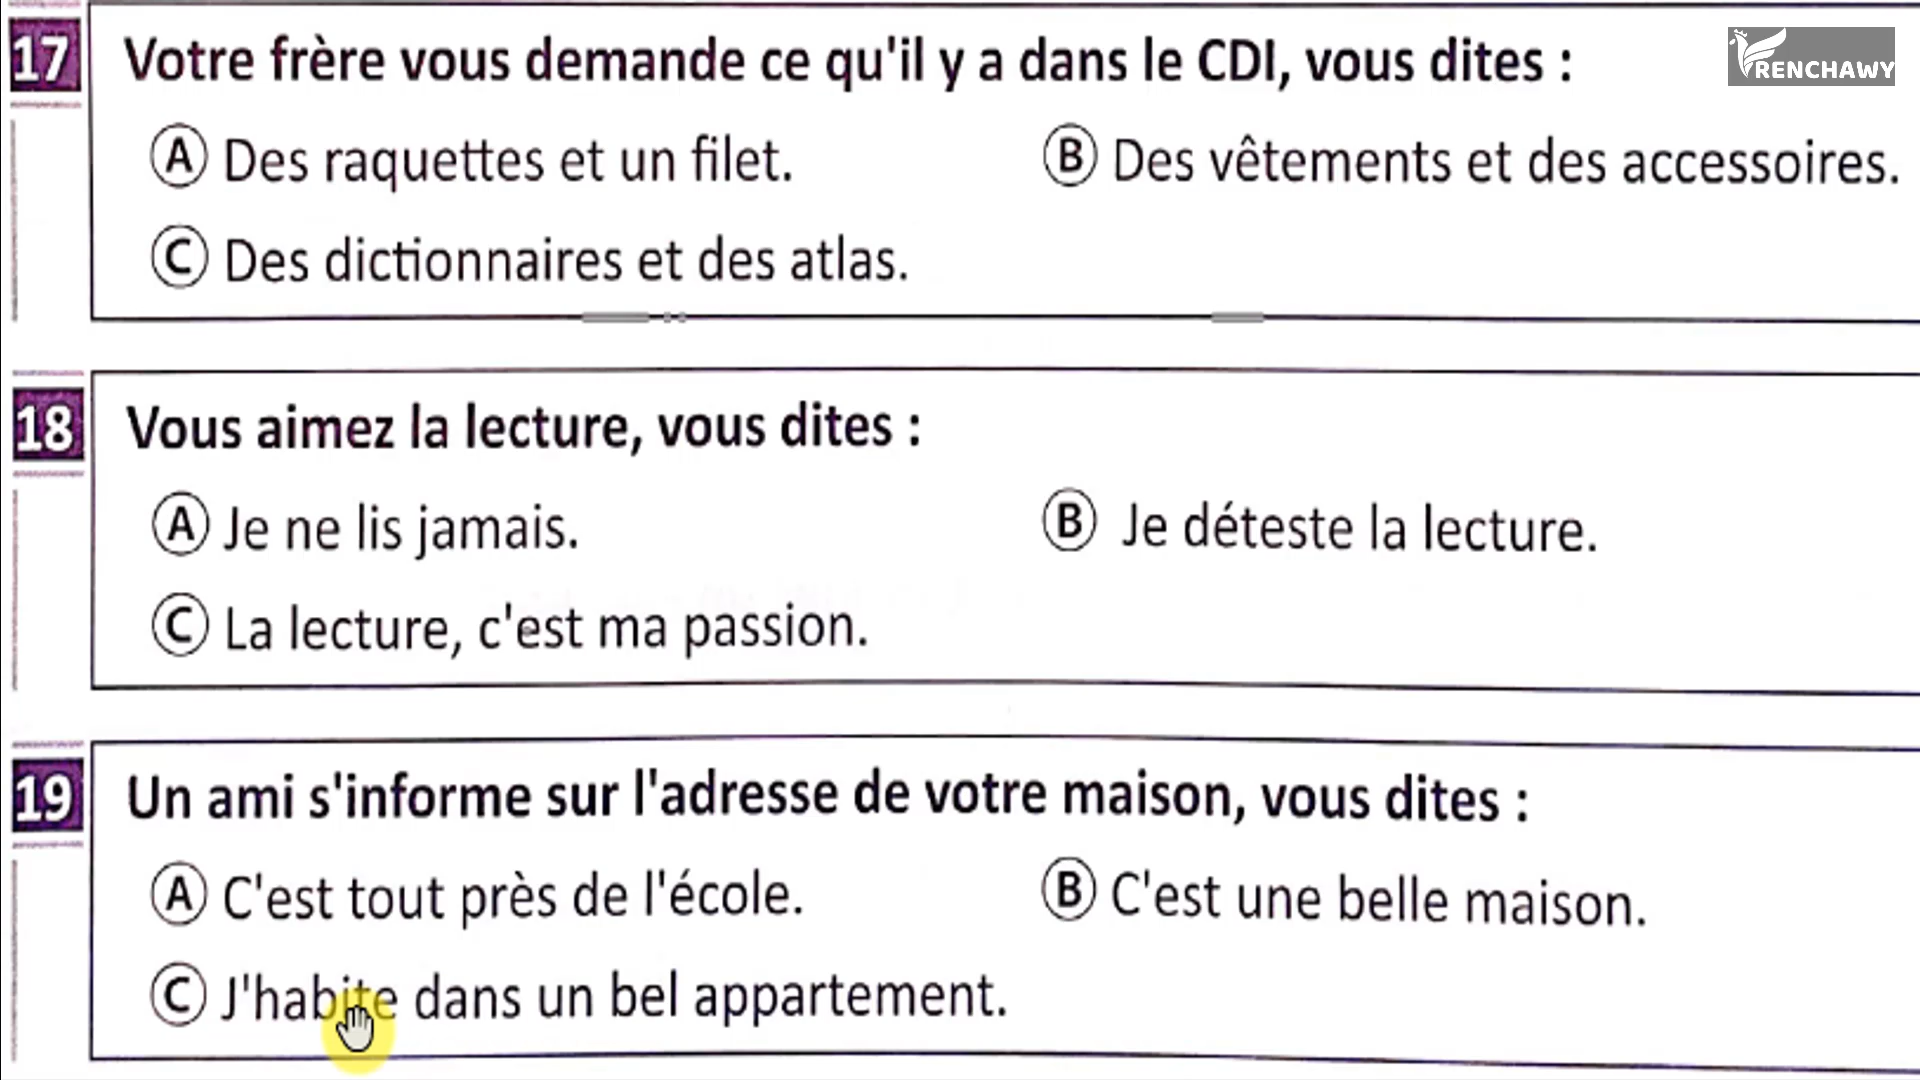 17 Votre frère vous demande ce qu'il y a dans le CDI, vous dites :
RENCHAWY
A Des raquettes et un filet. B Des vêtements et des accessoires.
C Des dictionnaires et des atlas.
18 Vous aimez la lecture, vous dites :
A Je ne lis jamais. B Je déteste la lecture.
C La lecture, c'est ma passion.
19 Un ami s'informe sur l'adresse de votre maison, vous dites :
A C'est tout près de l'école. B C'est une belle maison.
C J'habite dans un bel appartement.